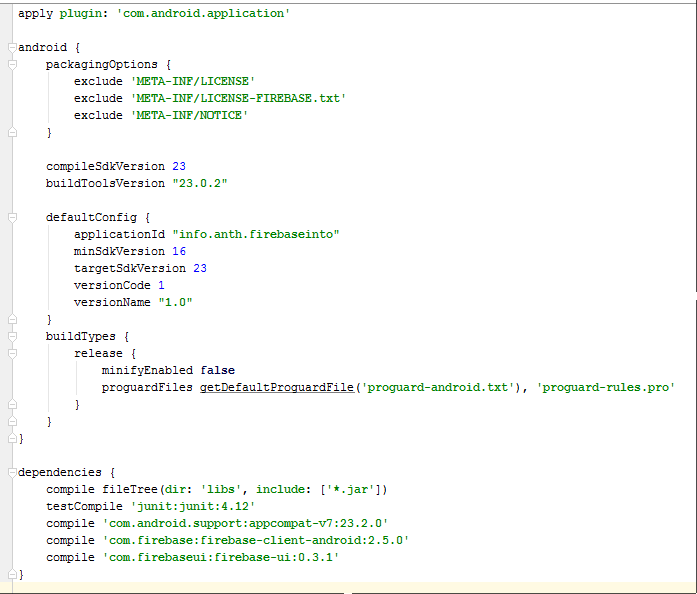 apply plugin: 'com.android.application'
android {
packagingOptions {
exclude 'META-INF/LICENSE'
exclude 'META-INF/LICENSE-FIREBASE.txt'
exclude 'META-INF/NOTICE'
}
compileSdkVersion 23
buildToolsVersion "23.0.2"
defaultConfig {
applicationId "info.anth.firebaseinto"
minSdkVersion 16
targetSdkVersion 23
versionCode 1
versionName "1.0"
}
buildTypes {
release {
minifyEnabled false
proguardFiles getDefaultProguardFile('proguard-android.txt'), 'proguard-rules.pro'
}
}
}
dependencies {
compile fileTree(dir: 'libs', include: ['*.jar'])
testCompile 'junit:junit:4.12'
compile 'com.android.support:appcompat-v7:23.2.0'
compile 'com.firebase:firebase-client-android:2.5.0'
compile 'com.firebaseui:firebase-ui:0.3.1'
}